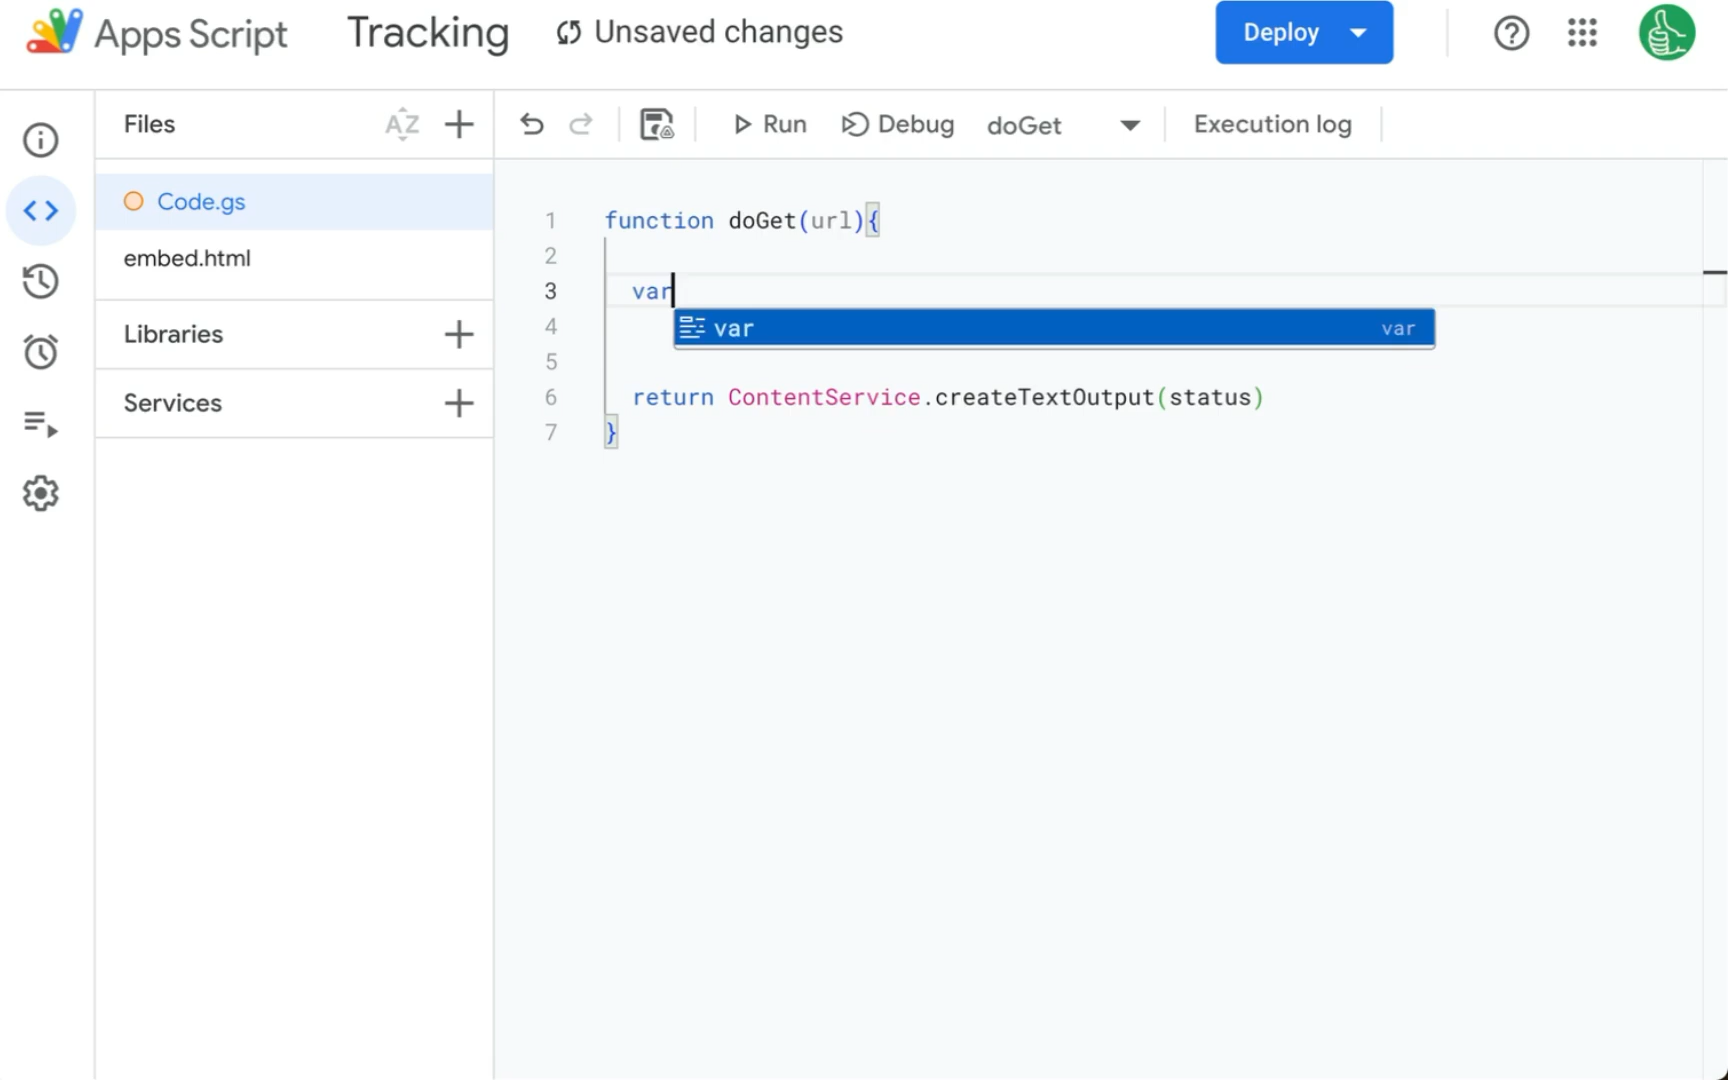 Apps Script Tracking Unsaved changes Deploy
Files AZ Run Debug doGet Execution log
Code.gs
embed.html
Libraries
Services
1 function doGet(url){
2
3 var
var var
4
5
6 return ContentService.createTextOutput(status)
7 }